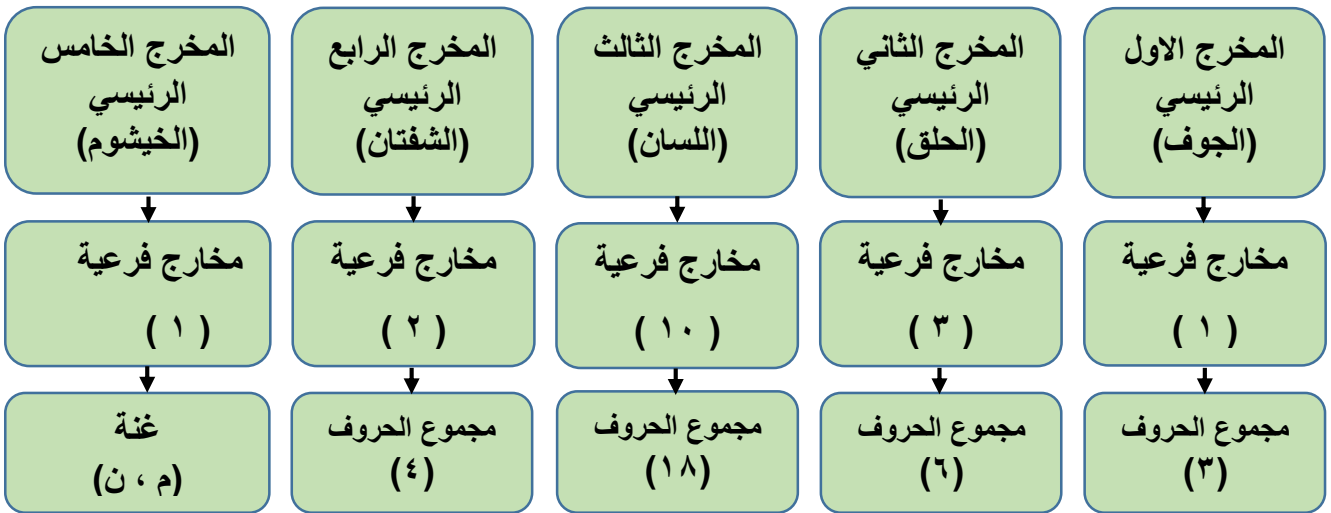 المخرج الاول
الرئيسي
(الجوف)
مخارج فرعية
( ١ )
مجموع الحروف
(٣)
المخرج الثاني
الرئيسي
(الحلق)
مخارج فرعية
( ٣ )
مجموع الحروف
(٦)
المخرج الثالث
الرئيسي
(اللسان)
مخارج فرعية
( ١٠ )
مجموع الحروف
(١٨)
المخرج الرابع
الرئيسي
(الشفتان)
مخارج فرعية
( ٢ )
مجموع الحروف
(٤)
المخرج الخامس
الرئيسي
(الخيشوم)
مخارج فرعية
( ١ )
غنة
(م ، ن)